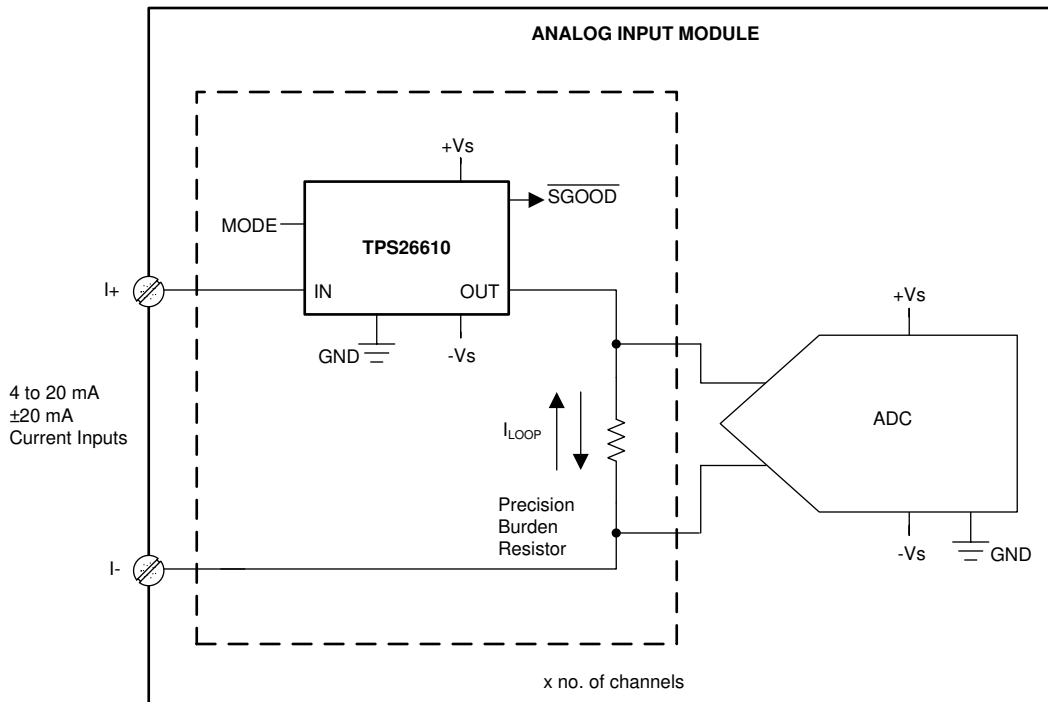 ANALOG INPUT MODULE
+Vs
SGOOD
MODE
TPS26610
I+
IN
OUT
+Vs
GND
-Vs
4 to 20 mA
±20 mA
Current Inputs
ILOOP
ADC
Precision
Burden
Resistor
-Vs
GND
I-
x no. of channels